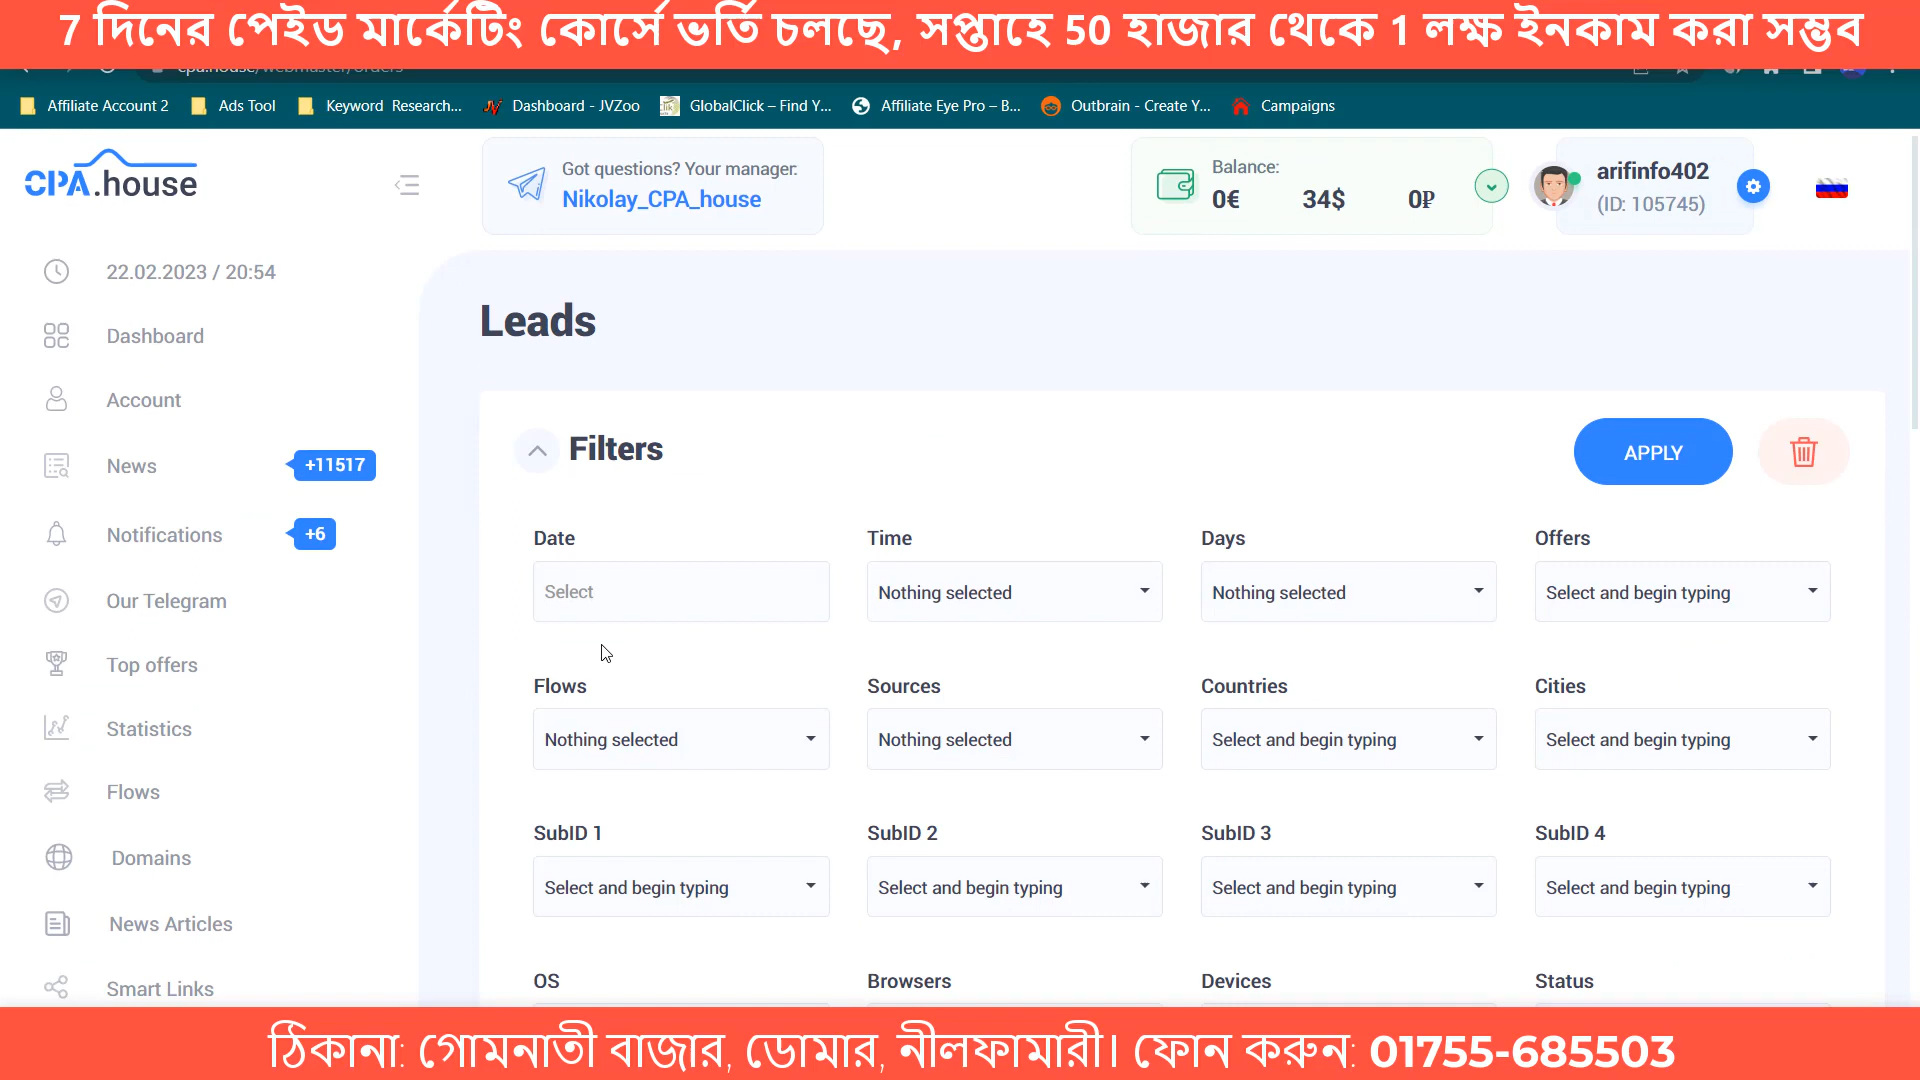 7 দিনের পেইড মার্কেটিং কোর্সে ভর্তি চলছে, সপ্তাহে 50 হাজার থেকে 1 লক্ষ ইনকাম করা সম্ভব
cpa.house/webmaster/orders
Affiliate Account 2 Ads Tool Keyword Research... Dashboard - JVZoo GlobalClick – Find Y... Affiliate Eye Pro – B... Outbrain - Create Y... Campaigns
CPA.house
Got questions? Your manager:
Nikolay_CPA_house
Balance:
0€ 34$ 0₽
arifinfo402
(ID: 105745)
22.02.2023 / 20:54
Dashboard
Account
News +11517
Notifications +6
Our Telegram
Top offers
Statistics
Flows
Domains
News Articles
Smart Links
Leads
Filters
APPLY
Date Time Days Offers
Select Nothing selected Nothing selected Select and begin typing
Flows Sources Countries Cities
Nothing selected Nothing selected Select and begin typing Select and begin typing
SubID 1 SubID 2 SubID 3 SubID 4
Select and begin typing Select and begin typing Select and begin typing Select and begin typing
OS Browsers Devices Status
ঠিকানা: গোমনাতী বাজার, ডোমার, নীলফামারী। ফোন করুন: 01755-685503